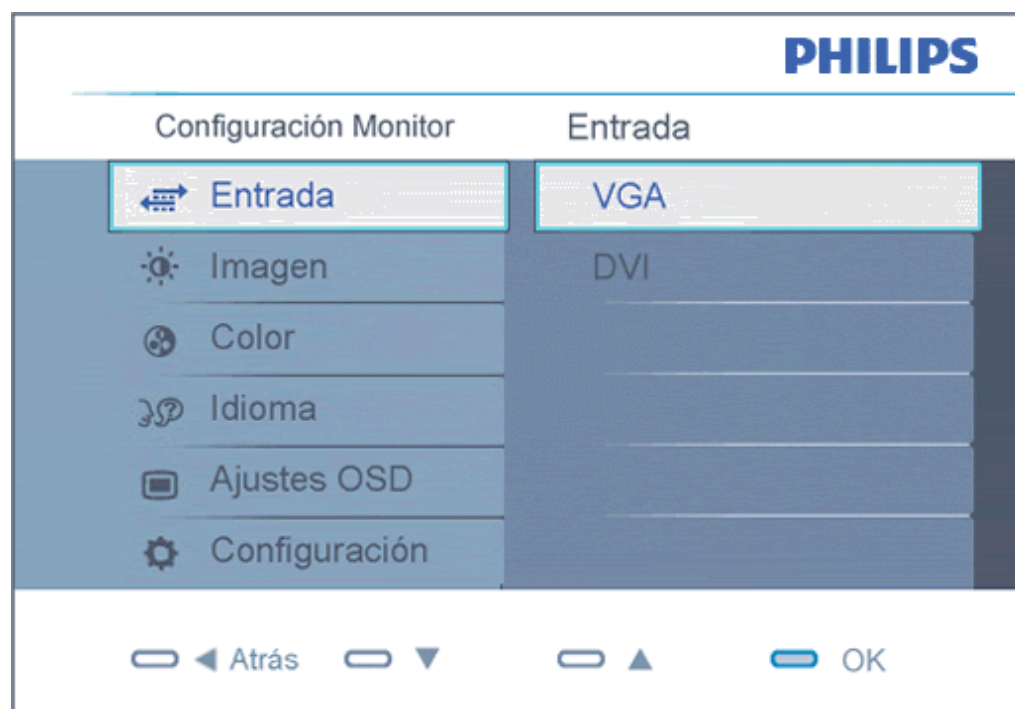 PHILIPS
Configuración Monitor Entrada
Entrada VGA
Imagen DVI
Color
Idioma
Ajustes OSD
Configuración
Atrás OK